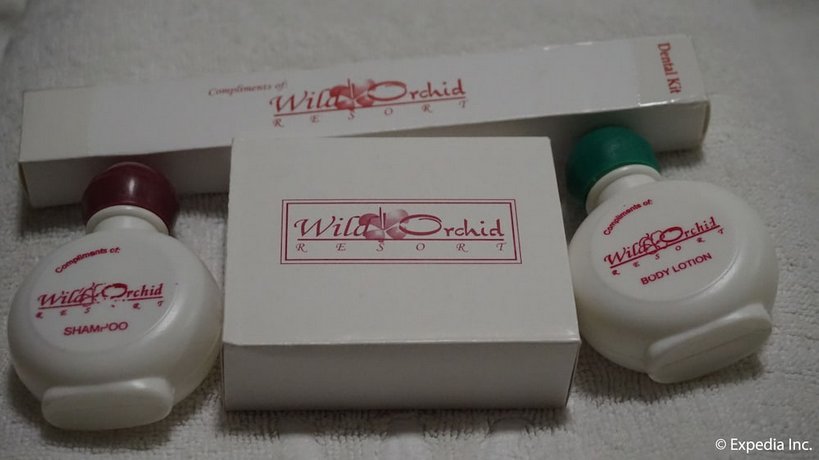 Compliments of:
Wild Orchid
RESORT
Dental Kit
Wild Orchid
RESORT
Compliments of:
Wild Orchid
RESORT
SHAMPOO
Compliments of:
Wild Orchid
RESORT
BODY LOTION
© Expedia Inc.